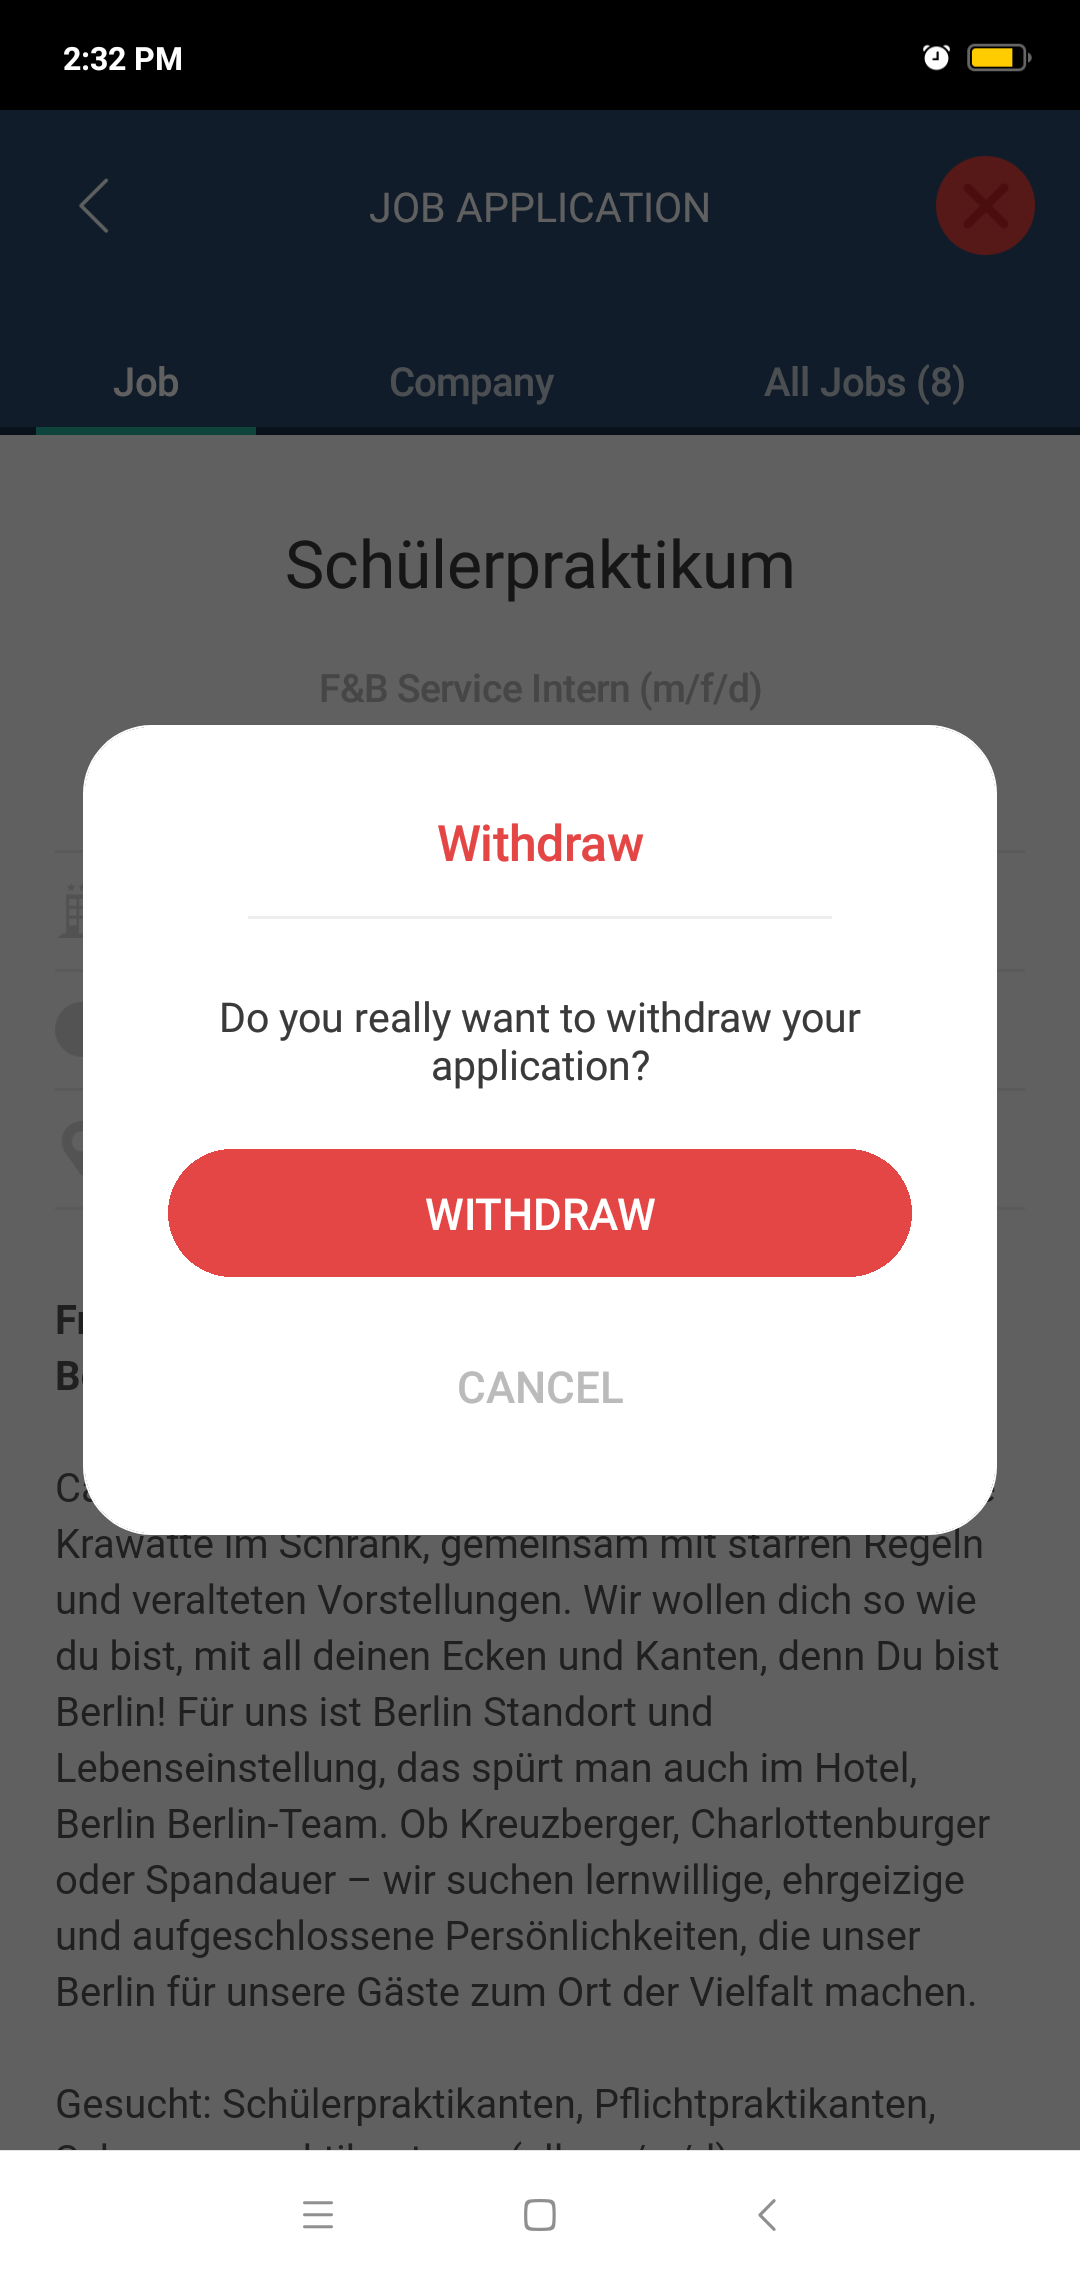 2:32 PM
JOB APPLICATION
Job
Company
All Jobs (8)
Schülerpraktikum
F&B Service Intern (m/f/d)
Withdraw
Do you really want to withdraw your
application?
WITHDRAW
CANCEL
Krawatte im Schrank, gemeinsam mit starren Regeln
und veralteten Vorstellungen. Wir wollen dich so wie
du bist, mit all deinen Ecken und Kanten, denn Du bist
Berlin! Für uns ist Berlin Standort und
Lebenseinstellung, das spürt man auch im Hotel,
Berlin Berlin-Team. Ob Kreuzberger, Charlottenburger
oder Spandauer – wir suchen lernwillige, ehrgeizige
und aufgeschlossene Persönlichkeiten, die unser
Berlin für unsere Gäste zum Ort der Vielfalt machen.
Gesucht: Schülerpraktikanten, Pflichtpraktikanten,